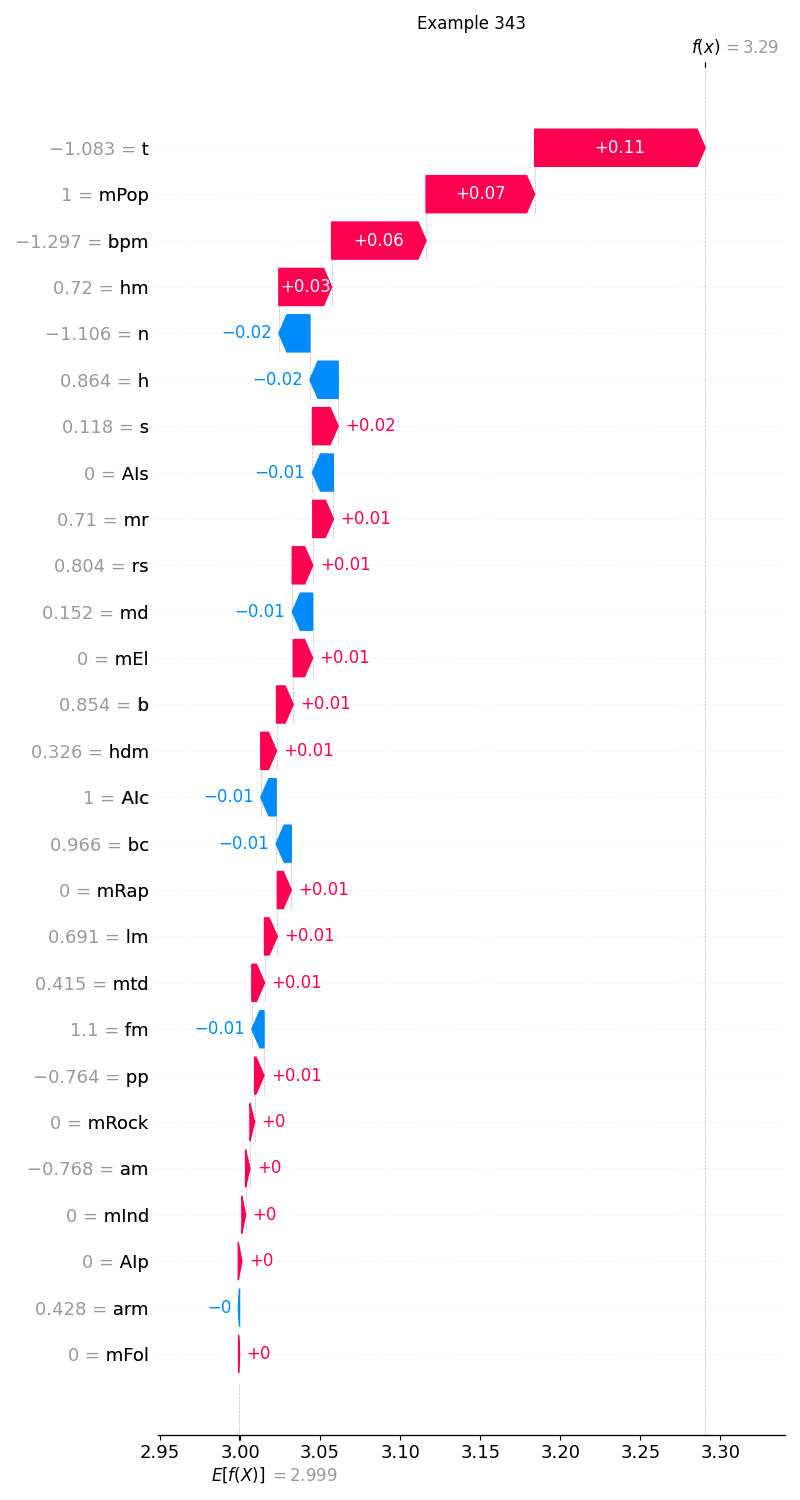 Example 343
f(x) = 3.29
−1.083 = t +0.11
1 = mPop +0.07
−1.297 = bpm +0.06
0.72 = hm +0.03
−1.106 = n −0.02
0.864 = h −0.02
0.118 = s +0.02
0 = AIs −0.01
0.71 = mr +0.01
0.804 = rs +0.01
0.152 = md −0.01
0 = mEl +0.01
0.854 = b +0.01
0.326 = hdm +0.01
1 = AIc −0.01
0.966 = bc −0.01
0 = mRap +0.01
0.691 = lm +0.01
0.415 = mtd +0.01
1.1 = fm −0.01
−0.764 = pp +0.01
0 = mRock +0
−0.768 = am +0
0 = mInd +0
0 = AIp +0
0.428 = arm −0
0 = mFol +0
2.95 3.00 3.05 3.10 3.15 3.20 3.25 3.30
E[f(X)] = 2.999